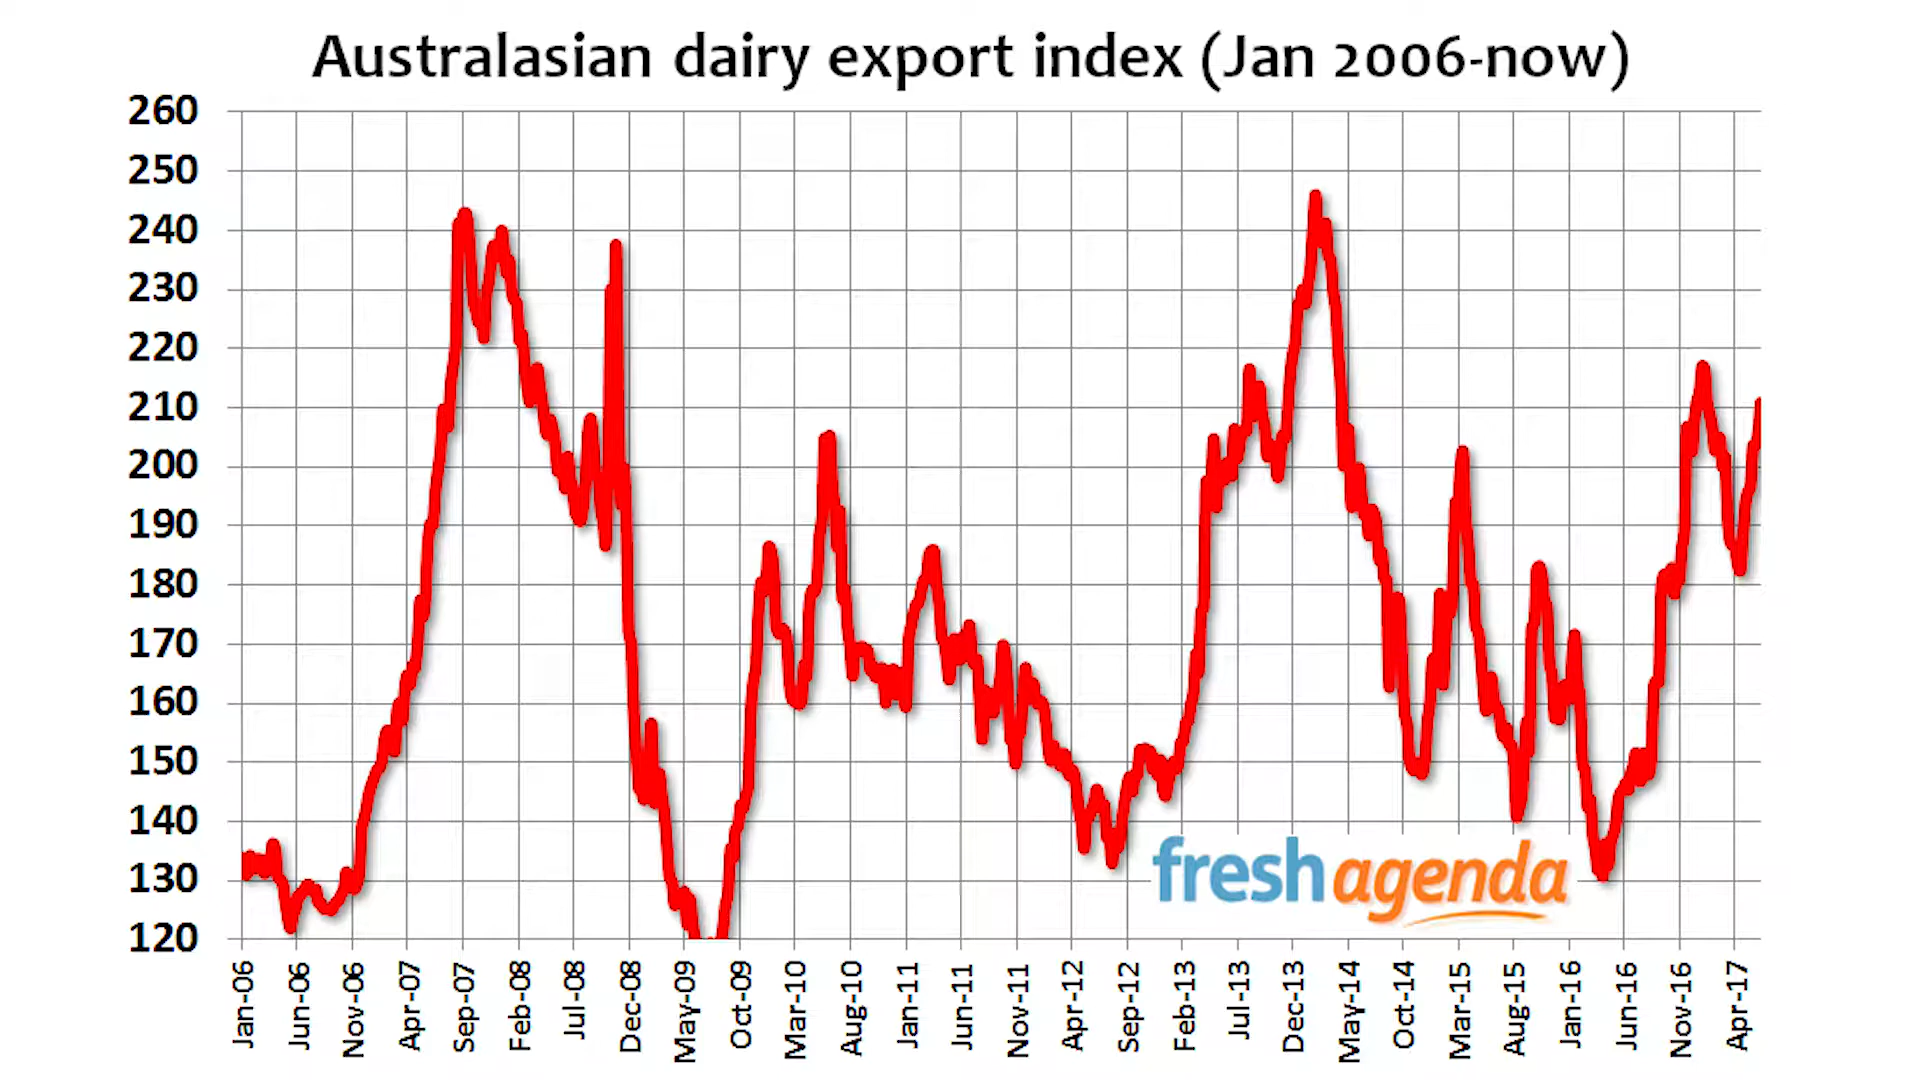 Australasian dairy export index (Jan 2006-now)
260
250
240
230
220
210
200
190
180
170
160
150
140
130
120
freshagenda
Jan-06
Jun-06
Nov-06
Apr-07
Sep-07
Feb-08
Jul-08
Dec-08
May-09
Oct-09
Mar-10
Aug-10
Jan-11
Jun-11
Nov-11
Apr-12
Sep-12
Feb-13
Jul-13
Dec-13
May-14
Oct-14
Mar-15
Aug-15
Jan-16
Jun-16
Nov-16
Apr-17